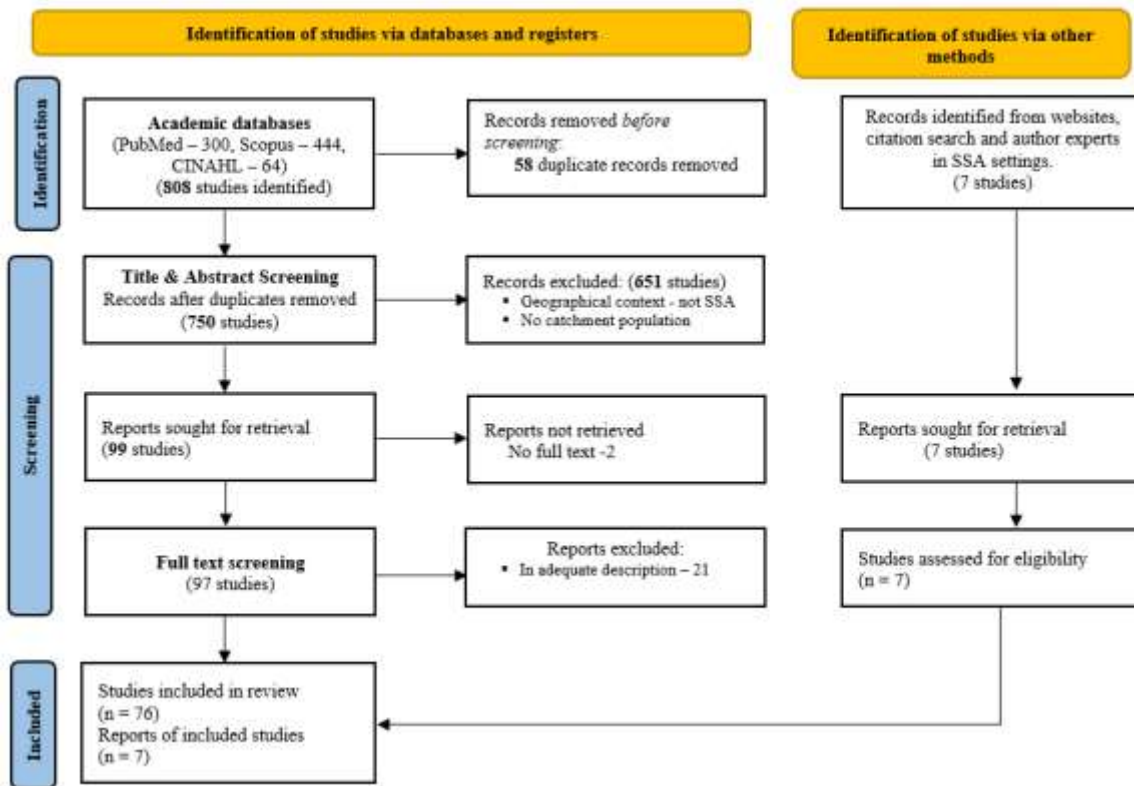 Identification of studies via databases and registers
Identification of studies via other
methods
Identification
Academic databases
(PubMed – 300, Scopus – 444,
CINAHL – 64)
(808 studies identified)
Records removed before
screening:
58 duplicate records removed
Records identified from websites,
citation search and author experts
in SSA settings.
(7 studies)
Screening
Title & Abstract Screening
Records after duplicates removed
(750 studies)
Records excluded: (651 studies)
▪ Geographical context - not SSA
▪ No catchment population
Reports sought for retrieval
(99 studies)
Reports not retrieved
No full text -2
Reports sought for retrieval
(7 studies)
Full text screening
(97 studies)
Reports excluded:
▪ In adequate description – 21
Studies assessed for eligibility
(n = 7)
Included
Studies included in review
(n = 76)
Reports of included studies
(n = 7)